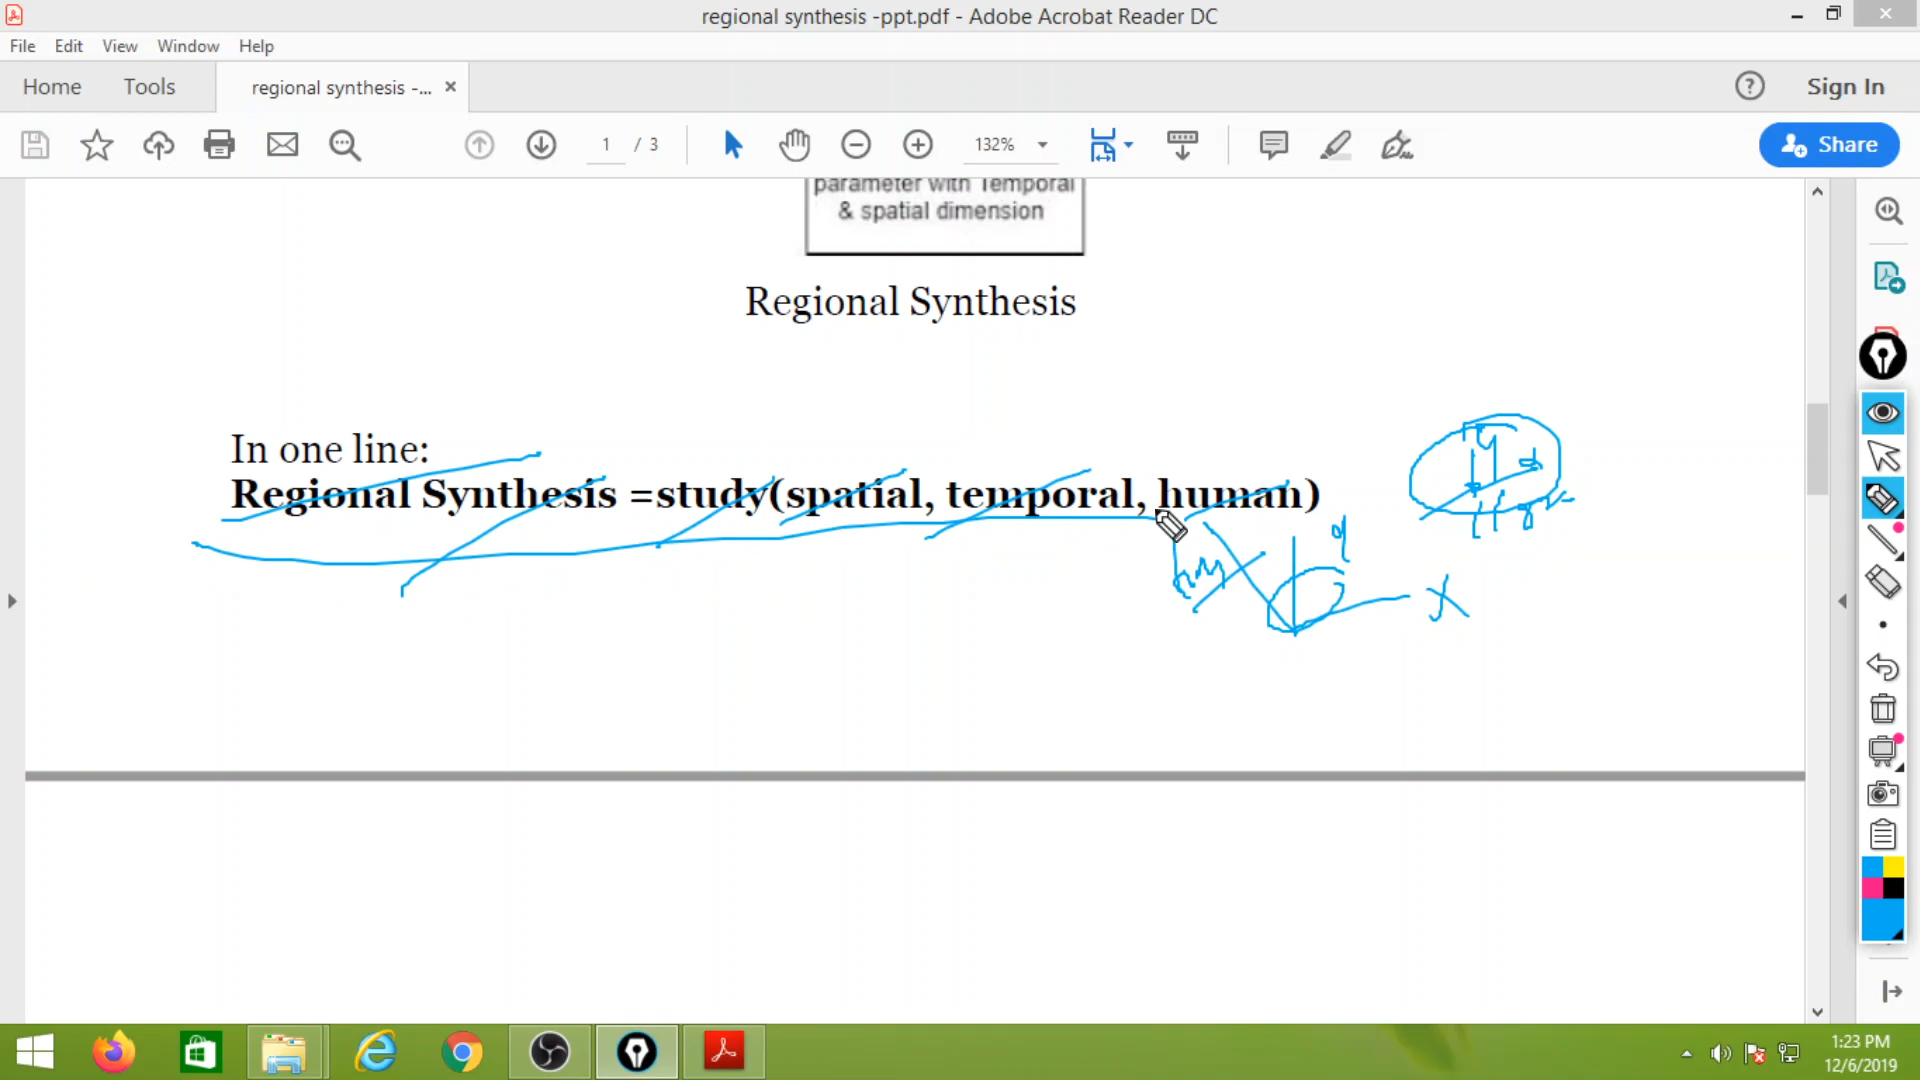 regional synthesis -ppt.pdf - Adobe Acrobat Reader DC
File Edit View Window Help
Home Tools regional synthesis -... Sign In
1 / 3 132% Share
parameter with Temporal
& spatial dimension
Regional Synthesis
In one line:
Regional Synthesis =study(spatial, temporal, human)
y
x
1:23 PM
12/6/2019